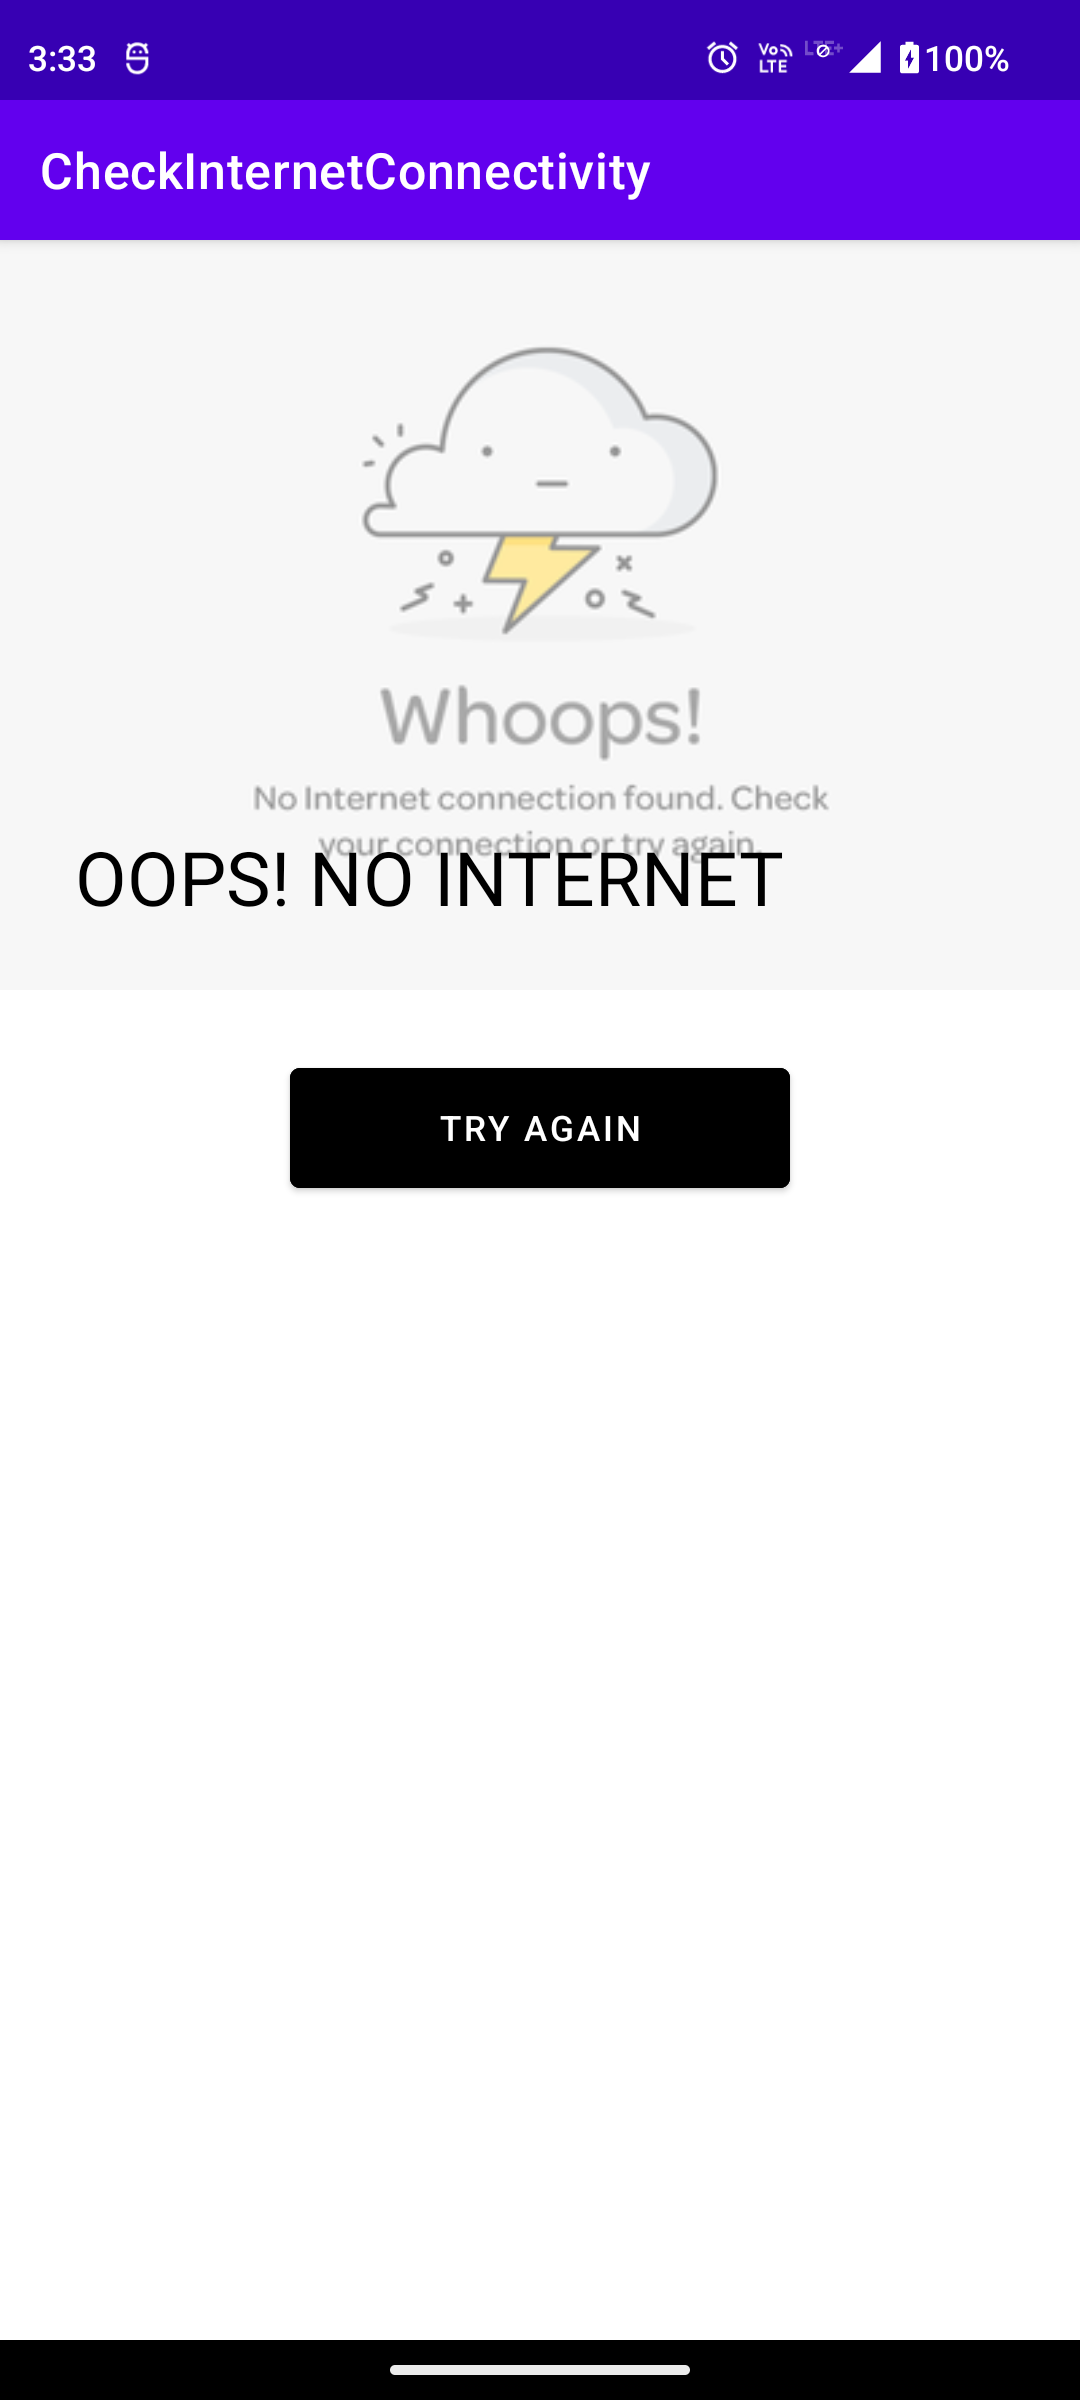 3:33 Vo LTE LTE+ 100%
CheckInternetConnectivity
Whoops!
No Internet connection found. Check
your connection or try again.
OOPS! NO INTERNET
TRY AGAIN